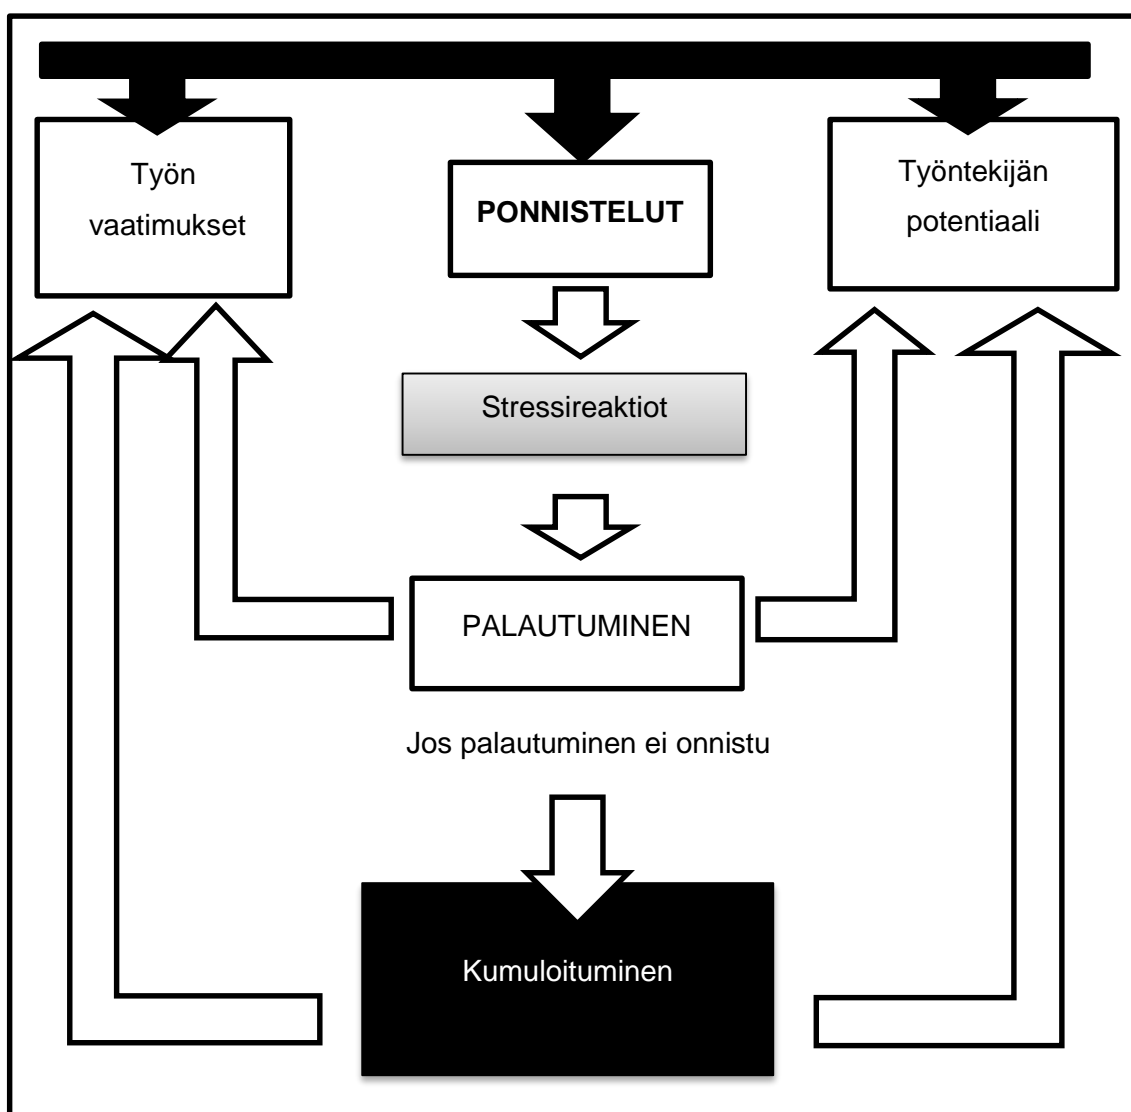 Työn
vaatimukset
PONNISTELUT
Työntekijän
potentiaali
Stressireaktiot
PALAUTUMINEN
Jos palautuminen ei onnistu
Kumuloituminen